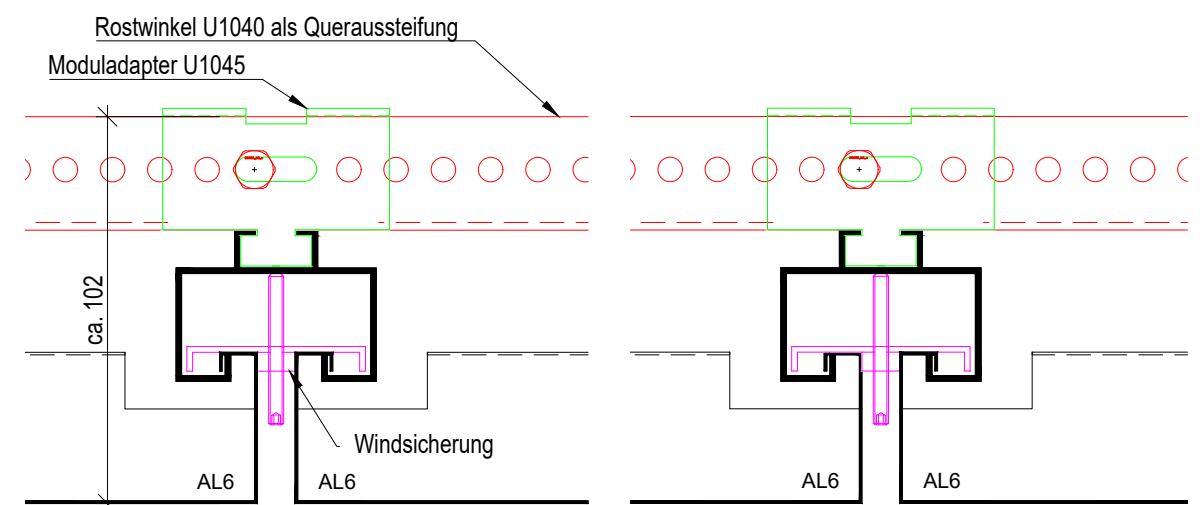 Rostwinkel U1040 als Queraussteifung
Moduladapter U1045
ca. 102
Windsicherung
AL6 AL6 AL6 AL6